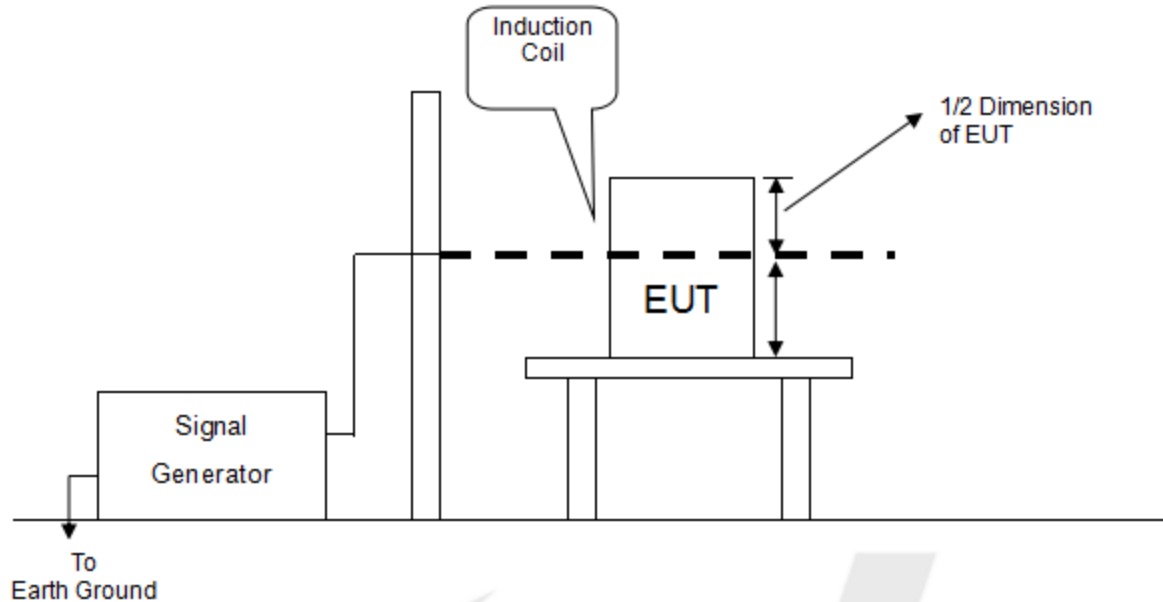 Induction
Coil
1/2 Dimension
of EUT
EUT
Signal
Generator
To
Earth Ground